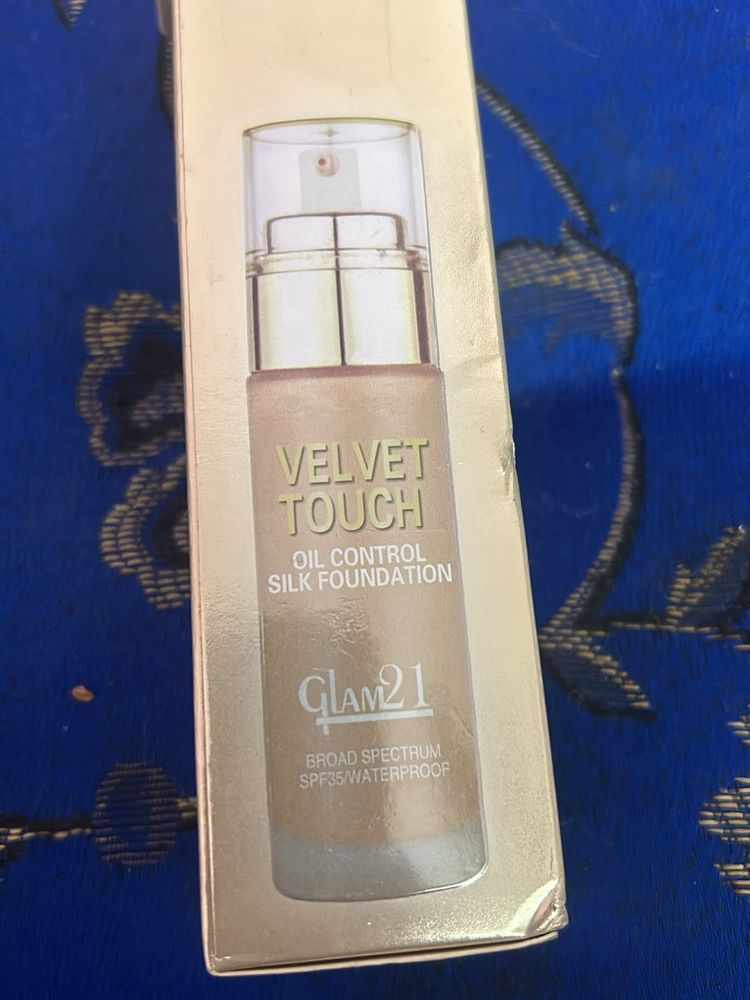 VELVET
TOUCH
OIL CONTROL
SILK FOUNDATION
GLAM21
BROAD SPECTRUM
SPF35/WATERPROOF